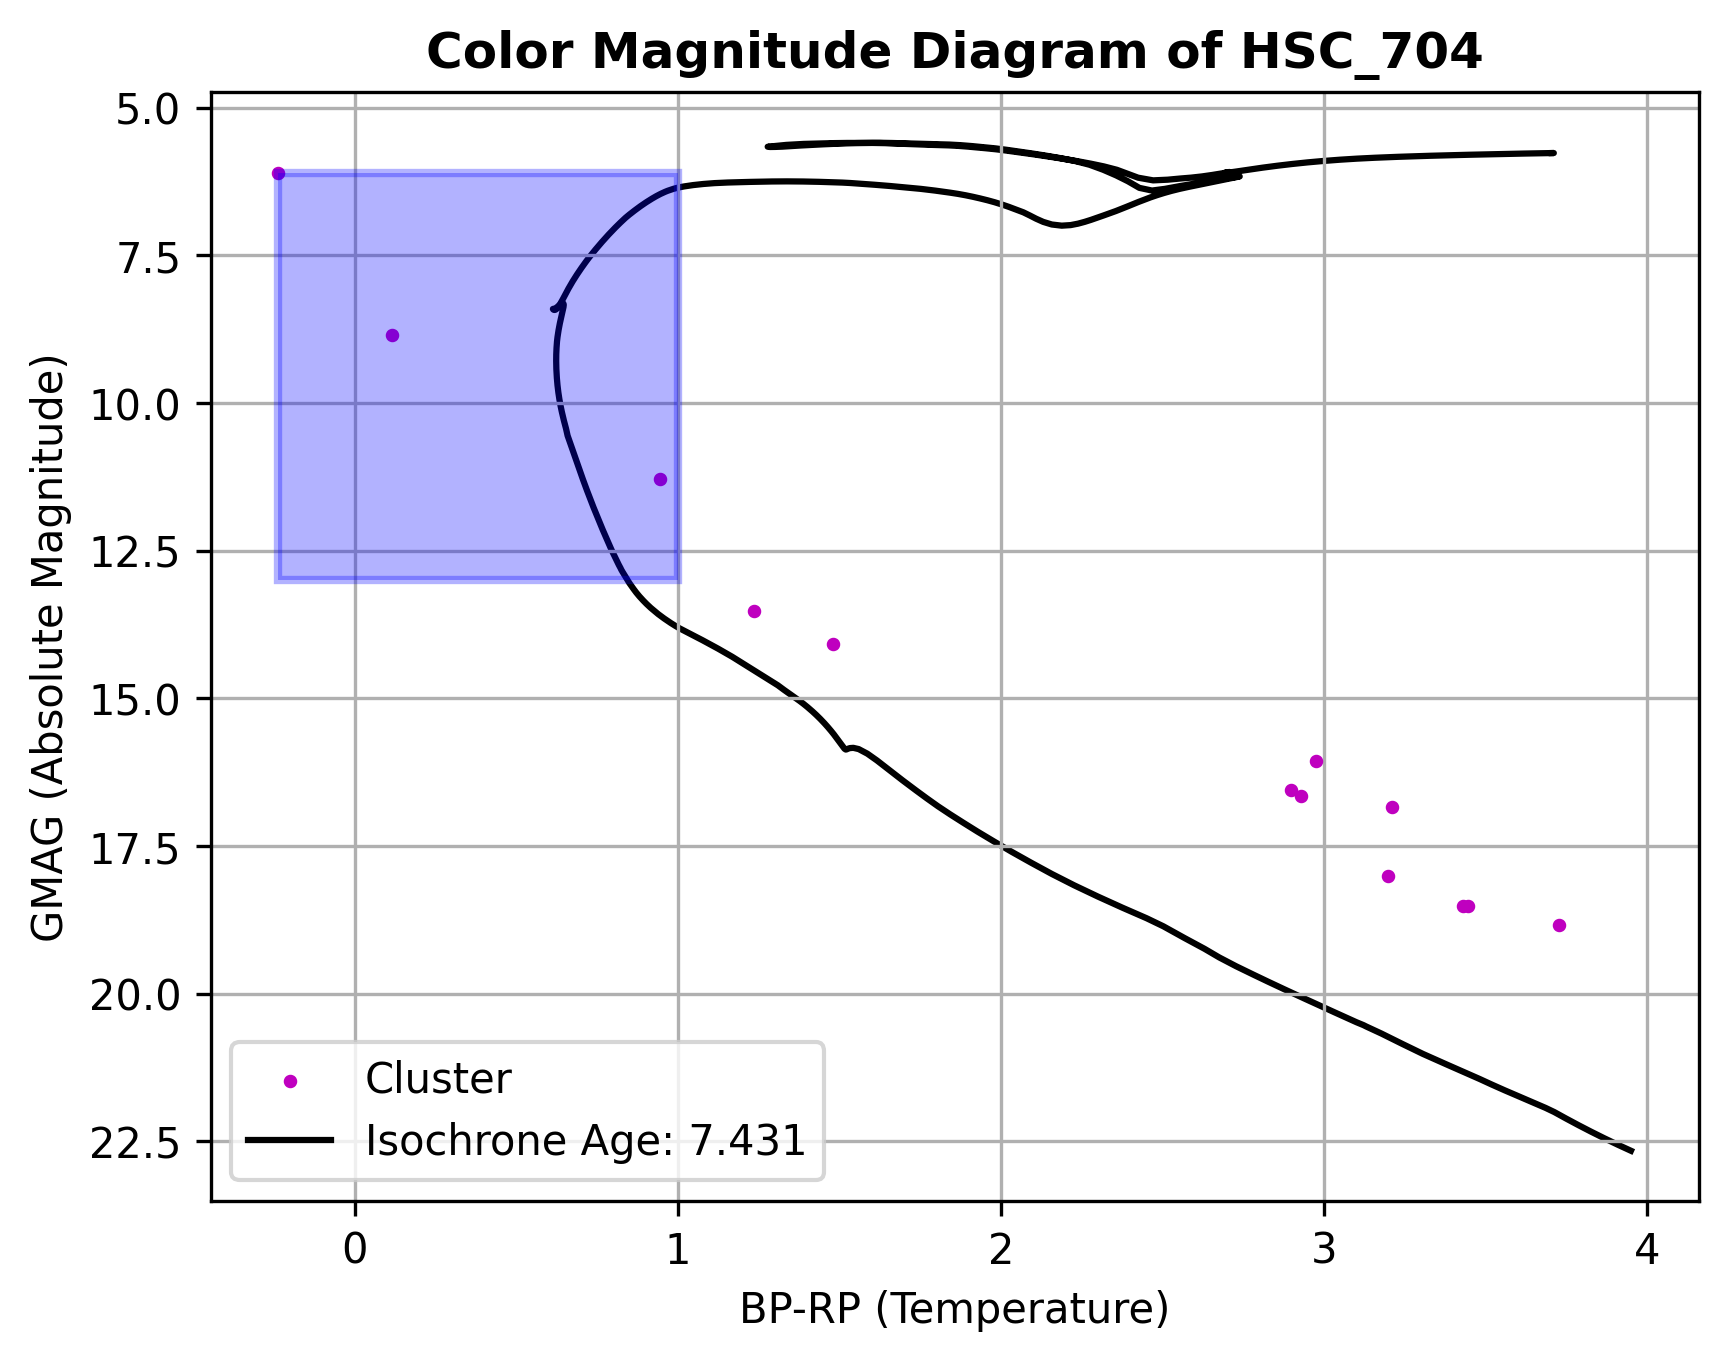 Color Magnitude Diagram of HSC_704
GMAG (Absolute Magnitude)
5.0
7.5
10.0
12.5
15.0
17.5
20.0
22.5
Cluster
Isochrone Age: 7.431
0 1 2 3 4
BP-RP (Temperature)